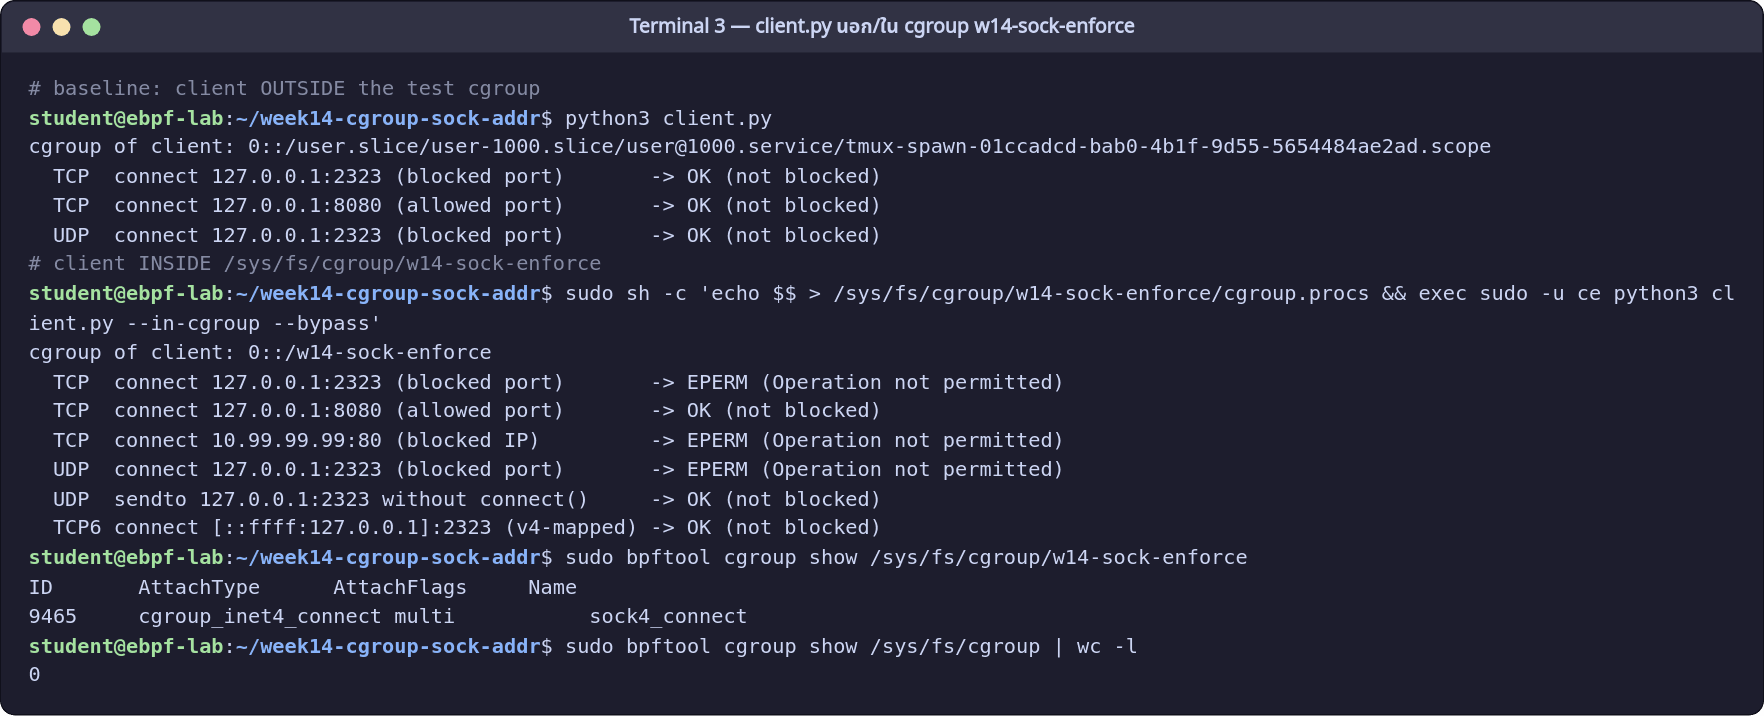 Terminal 3 — client.py นอก/ใน cgroup w14-sock-enforce
# baseline: client OUTSIDE the test cgroup
student@ebpf-lab:~/week14-cgroup-sock-addr$ python3 client.py
cgroup of client: 0::/user.slice/user-1000.slice/user@1000.service/tmux-spawn-01ccadcd-bab0-4b1f-9d55-5654484ae2ad.scope
  TCP  connect 127.0.0.1:2323 (blocked port)       -> OK (not blocked)
  TCP  connect 127.0.0.1:8080 (allowed port)       -> OK (not blocked)
  UDP  connect 127.0.0.1:2323 (blocked port)       -> OK (not blocked)
# client INSIDE /sys/fs/cgroup/w14-sock-enforce
student@ebpf-lab:~/week14-cgroup-sock-addr$ sudo sh -c 'echo $$ > /sys/fs/cgroup/w14-sock-enforce/cgroup.procs && exec sudo -u ce python3 cl
ient.py --in-cgroup --bypass'
cgroup of client: 0::/w14-sock-enforce
  TCP  connect 127.0.0.1:2323 (blocked port)       -> EPERM (Operation not permitted)
  TCP  connect 127.0.0.1:8080 (allowed port)       -> OK (not blocked)
  TCP  connect 10.99.99.99:80 (blocked IP)         -> EPERM (Operation not permitted)
  UDP  connect 127.0.0.1:2323 (blocked port)       -> EPERM (Operation not permitted)
  UDP  sendto 127.0.0.1:2323 without connect()     -> OK (not blocked)
  TCP6 connect [::ffff:127.0.0.1]:2323 (v4-mapped) -> OK (not blocked)
student@ebpf-lab:~/week14-cgroup-sock-addr$ sudo bpftool cgroup show /sys/fs/cgroup/w14-sock-enforce
ID       AttachType      AttachFlags     Name
9465     cgroup_inet4_connect multi           sock4_connect
student@ebpf-lab:~/week14-cgroup-sock-addr$ sudo bpftool cgroup show /sys/fs/cgroup | wc -l
0